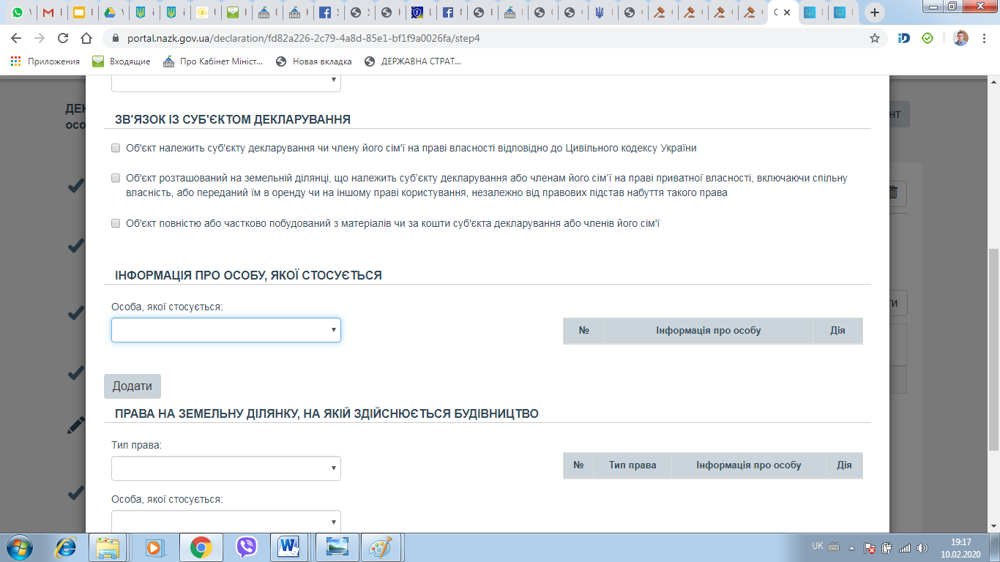 portal.nazk.gov.ua/declaration/fd82a226-2c79-4a8d-85e1-bf1f9a0026fa/step4
Приложения Входящие Про Кабінет Мініст... Новая вкладка ДЕРЖАВНА СТРАТ...
ЗВ'ЯЗОК ІЗ СУБ'ЄКТОМ ДЕКЛАРУВАННЯ
Об'єкт належить суб'єкту декларування чи члену його сім'ї на праві власності відповідно до Цивільного кодексу України
Об'єкт розташований на земельній ділянці, що належить суб'єкту декларування або членам його сім'ї на праві приватної власності, включаючи спільну
власність, або переданий їм в оренду чи на іншому праві користування, незалежно від правових підстав набуття такого права
Об'єкт повністю або частково побудований з матеріалів чи за кошти суб'єкта декларування або членів його сім'ї
ІНФОРМАЦІЯ ПРО ОСОБУ, ЯКОЇ СТОСУЄТЬСЯ
Особа, якої стосується:
№ Інформація про особу Дія
Додати
ПРАВА НА ЗЕМЕЛЬНУ ДІЛЯНКУ, НА ЯКІЙ ЗДІЙСНЮЄТЬСЯ БУДІВНИЦТВО
Тип права:
№ Тип права Інформація про особу Дія
Особа, якої стосується:
UK 19:17
10.02.2020